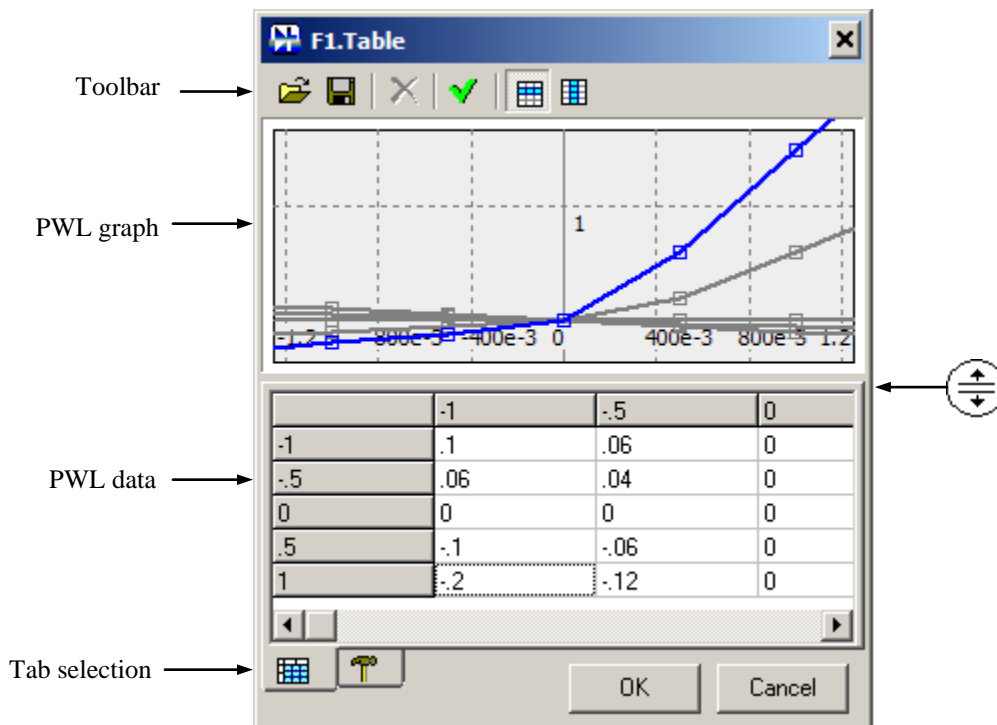 F1.Table
Toolbar
PWL graph
1
-1.2 -800e-3 -400e-3 0 400e-3 800e-3 1.2
-1 -.5 0
-1 .1 .06 0
-.5 .06 .04 0
0 0 0 0
.5 -.1 -.06 0
1 -.2 -.12 0
PWL data
Tab selection
OK Cancel